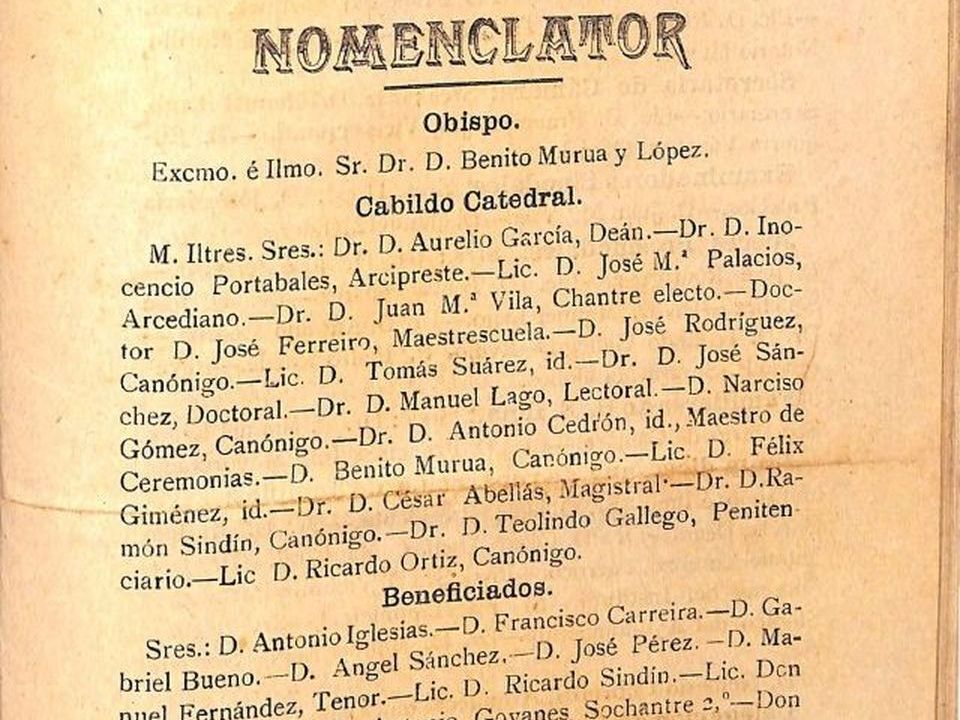 NOMENCLATOR
Obispo.
Excmo. é Ilmo. Sr. Dr. D. Benito Murua y López.
Cabildo Catedral.
M. Iltres. Sres.: Dr. D. Aurelio García, Deán.—Dr. D. Ino-
cencio Portabales, Arcipreste.—Lic. D. José M.ª Palacios,
Arcediano.—Dr. D. Juan M.ª Vila, Chantre electo.—Doc-
tor D. José Ferreiro, Maestrescuela.—D. José Rodríguez,
Canónigo.—Lic. D. Tomás Suárez, id.—Dr. D. José Sán-
chez, Doctoral.—Dr. D. Manuel Lago, Lectoral.—D. Narciso
Gómez, Canónigo.—Dr. D. Antonio Cedrón, id., Maestro de
Ceremonias.—D. Benito Murua, Canónigo.—Lic. D. Félix
Giménez, id.—Dr. D. César Abellás, Magistral.—Dr. D. Ra-
món Sindín, Canónigo.—Dr. D. Teolindo Gallego, Peniten
ciario.—Lic D. Ricardo Ortiz, Canónigo.
Beneficiados.
Sres.: D. Antonio Iglesias.—D. Francisco Carreira.—D. Ga-
briel Bueno.—D. Angel Sánchez.—D. José Pérez.—D. Ma-
nuel Fernández, Tenor.—Lic. D. Ricardo Sindín.—Lic. Don
Goyanes Sochantre 2,º—Don